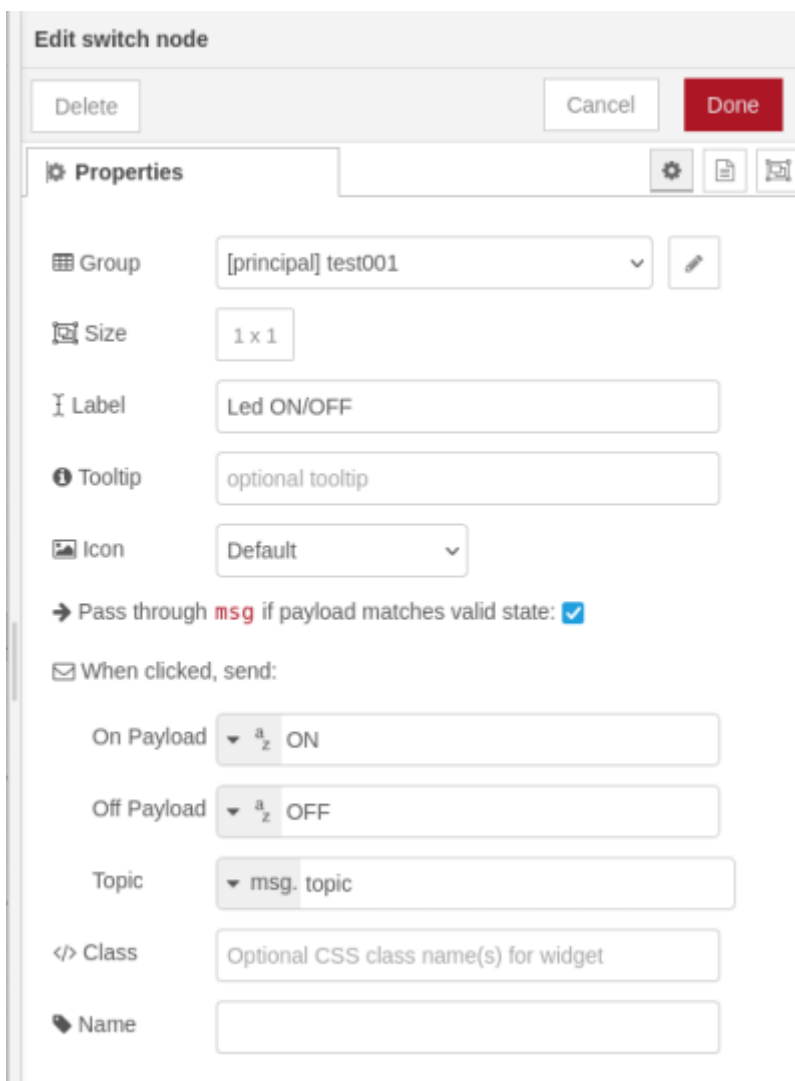 Edit switch node
Delete Cancel Done
Properties
Group [principal] test001
Size 1 x 1
Label Led ON/OFF
Tooltip optional tooltip
Icon Default
Pass through msg if payload matches valid state:
When clicked, send:
On Payload az ON
Off Payload az OFF
Topic msg. topic
</> Class Optional CSS class name(s) for widget
Name